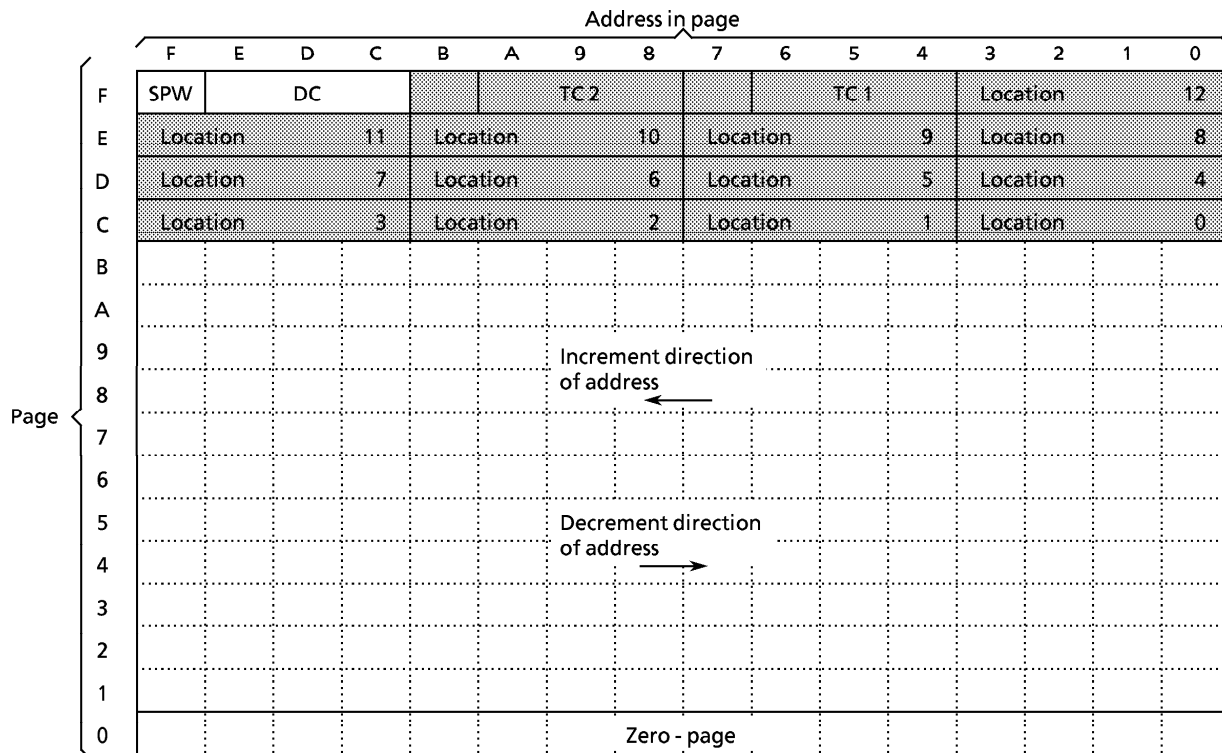 Address in page
F E D C B A 9 8 7 6 5 4 3 2 1 0
F SPW DC TC 2 TC 1 Location 12
E Location 11 Location 10 Location 9 Location 8
D Location 7 Location 6 Location 5 Location 4
C Location 3 Location 2 Location 1 Location 0
B
A
9
Increment direction
of address
8
Page
7
6
5
Decrement direction
of address
4
3
2
1
0 Zero - page